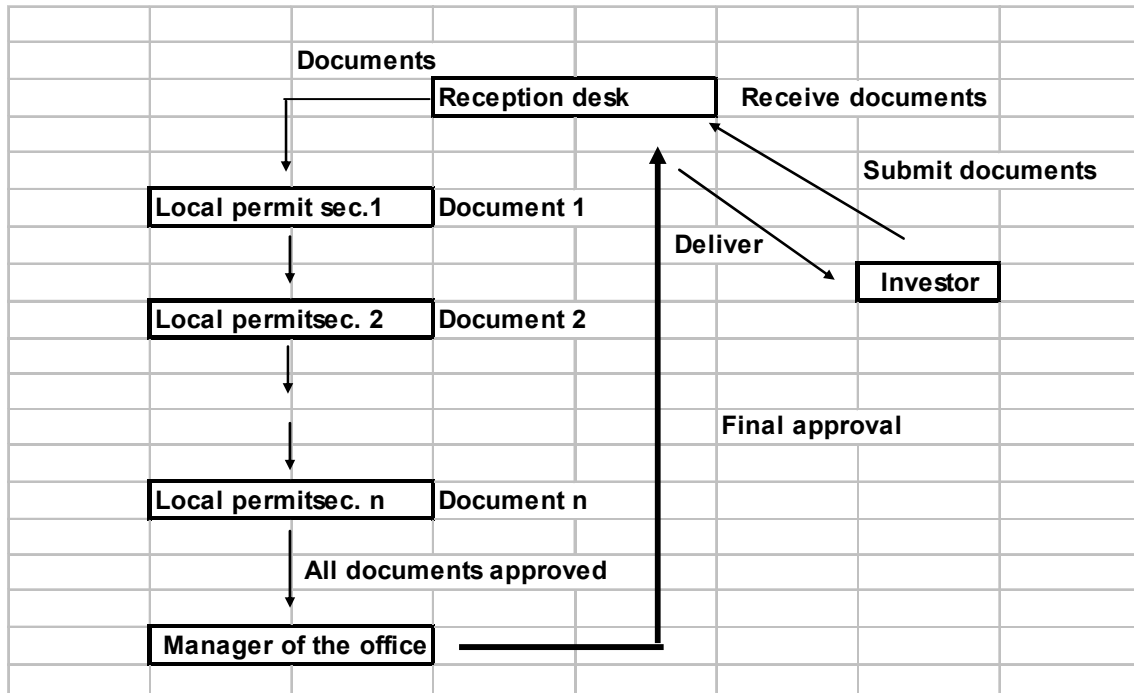 Documents
Reception desk Receive documents
Submit documents
Local permit sec.1 Document 1
Deliver
Investor
Local permitsec. 2 Document 2
Final approval
Local permitsec. n Document n
All documents approved
Manager of the office